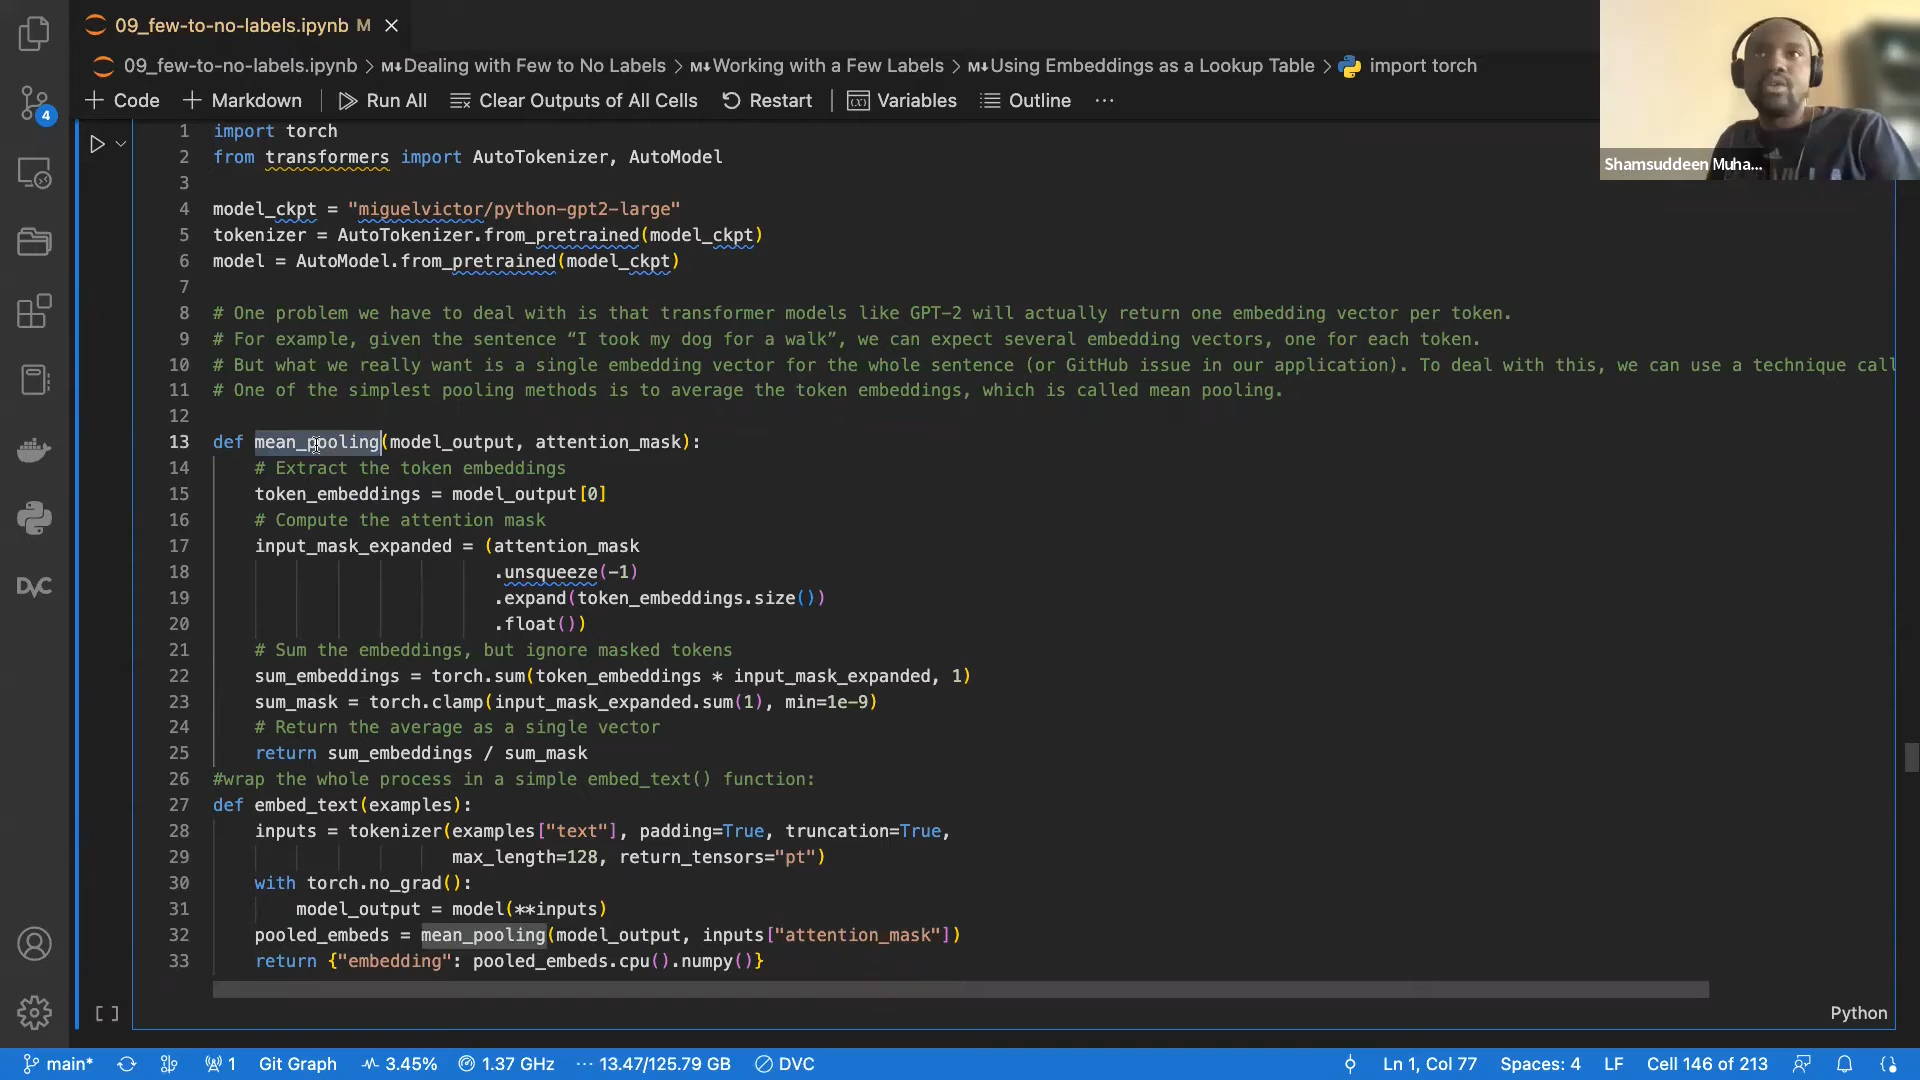 09_few-to-no-labels.ipynb M
09_few-to-no-labels.ipynb > M↓Dealing with Few to No Labels > M↓Working with a Few Labels > M↓Using Embeddings as a Lookup Table > import torch
+ Code + Markdown Run All Clear Outputs of All Cells Restart Variables Outline ...
Shamsuddeen Muha...
4
1 import torch
2 from transformers import AutoTokenizer, AutoModel
3
4 model_ckpt = "miguelvictor/python-gpt2-large"
5 tokenizer = AutoTokenizer.from_pretrained(model_ckpt)
6 model = AutoModel.from_pretrained(model_ckpt)
7
8 # One problem we have to deal with is that transformer models like GPT-2 will actually return one embedding vector per token.
9 # For example, given the sentence “I took my dog for a walk”, we can expect several embedding vectors, one for each token.
10 # But what we really want is a single embedding vector for the whole sentence (or GitHub issue in our application). To deal with this, we can use a technique call
11 # One of the simplest pooling methods is to average the token embeddings, which is called mean pooling.
12
13 def mean_pooling(model_output, attention_mask):
14 # Extract the token embeddings
15 token_embeddings = model_output[0]
16 # Compute the attention mask
17 input_mask_expanded = (attention_mask
18 .unsqueeze(-1)
19 .expand(token_embeddings.size())
20 .float())
21 # Sum the embeddings, but ignore masked tokens
22 sum_embeddings = torch.sum(token_embeddings * input_mask_expanded, 1)
23 sum_mask = torch.clamp(input_mask_expanded.sum(1), min=1e-9)
24 # Return the average as a single vector
25 return sum_embeddings / sum_mask
26 #wrap the whole process in a simple embed_text() function:
27 def embed_text(examples):
28 inputs = tokenizer(examples["text"], padding=True, truncation=True,
29 max_length=128, return_tensors="pt")
30 with torch.no_grad():
31 model_output = model(**inputs)
32 pooled_embeds = mean_pooling(model_output, inputs["attention_mask"])
33 return {"embedding": pooled_embeds.cpu().numpy()}
DVC
[ ]
Python
main* 1 Git Graph 3.45% 1.37 GHz ··· 13.47/125.79 GB DVC Ln 1, Col 77 Spaces: 4 LF Cell 146 of 213